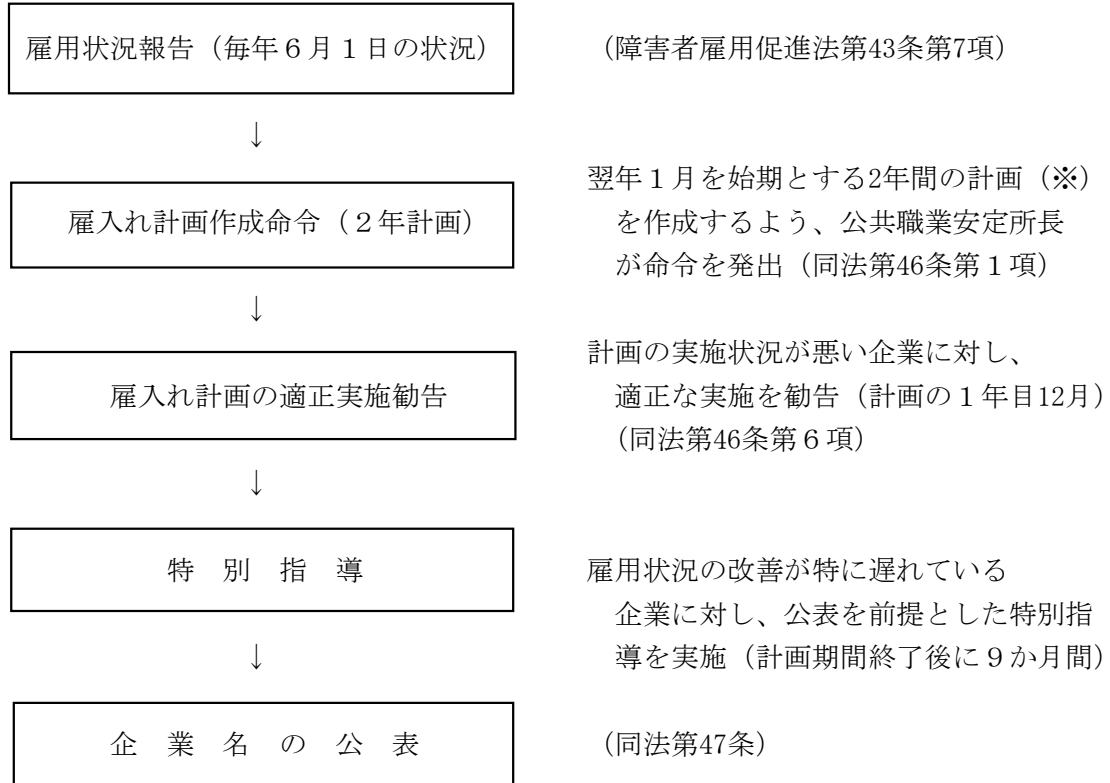 雇用状況報告（毎年６月１日の状況）
（障害者雇用促進法第43条第7項）
↓
翌年１月を始期とする2年間の計画（※）
を作成するよう、公共職業安定所長
が命令を発出（同法第46条第１項）
雇入れ計画作成命令（２年計画）
↓
計画の実施状況が悪い企業に対し、
適正な実施を勧告（計画の１年目12月）
（同法第46条第６項）
雇入れ計画の適正実施勧告
↓
特　別　指　導
雇用状況の改善が特に遅れている
企業に対し、公表を前提とした特別指
導を実施（計画期間終了後に９か月間）
↓
企　業　名　の　公　表
（同法第47条）